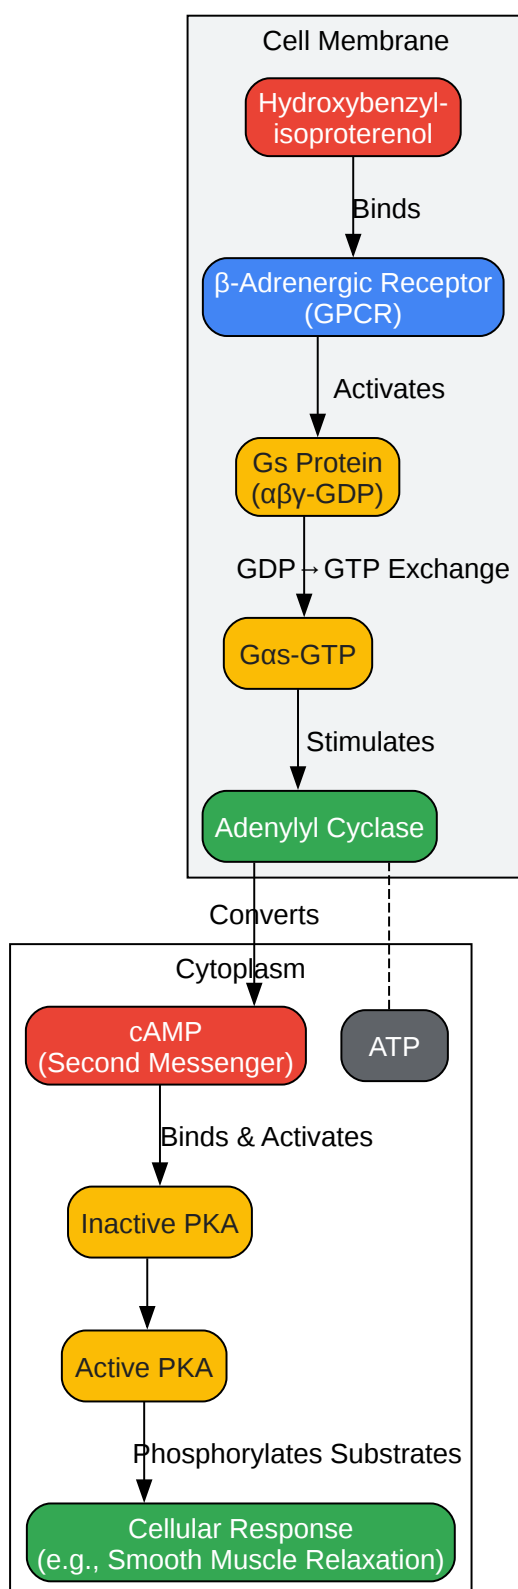 Cell Membrane
Hydroxybenzyl-
isoproterenol
Binds
β-Adrenergic Receptor
(GPCR)
Activates
Gs Protein
(αβγ-GDP)
GDP→GTP Exchange
Gαs-GTP
Stimulates
Adenylyl Cyclase
Converts
Cytoplasm
cAMP
(Second Messenger)
ATP
Binds & Activates
Inactive PKA
Active PKA
Phosphorylates Substrates
Cellular Response
(e.g., Smooth Muscle Relaxation)